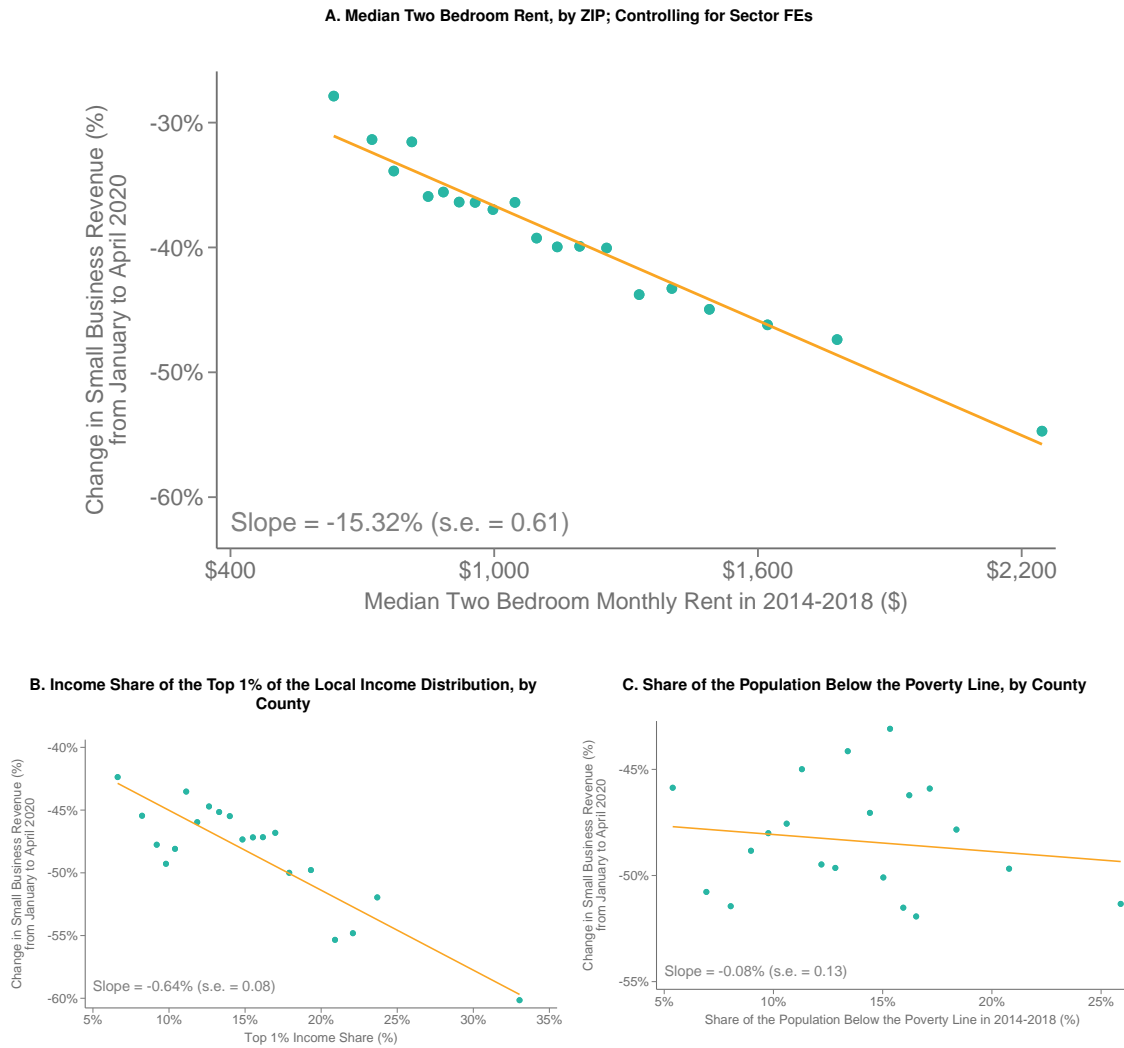 A. Median Two Bedroom Rent, by ZIP; Controlling for Sector FEs
Change in Small Business Revenue (%)
from January to April 2020
-30%
-40%
-50%
-60%
Slope = -15.32% (s.e. = 0.61)
$400
$1,000
$1,600
$2,200
Median Two Bedroom Monthly Rent in 2014-2018 ($)
B. Income Share of the Top 1% of the Local Income Distribution, by
County
Change in Small Business Revenue (%)
from January to April 2020
-40%
-45%
-50%
-55%
-60%
Slope = -0.64% (s.e. = 0.08)
5%
10%
15%
20%
25%
30%
35%
Top 1% Income Share (%)
C. Share of the Population Below the Poverty Line, by County
Change in Small Business Revenue (%)
from January to April 2020
-45%
-50%
-55%
Slope = -0.08% (s.e. = 0.13)
5%
10%
15%
20%
25%
Share of the Population Below the Poverty Line in 2014-2018 (%)